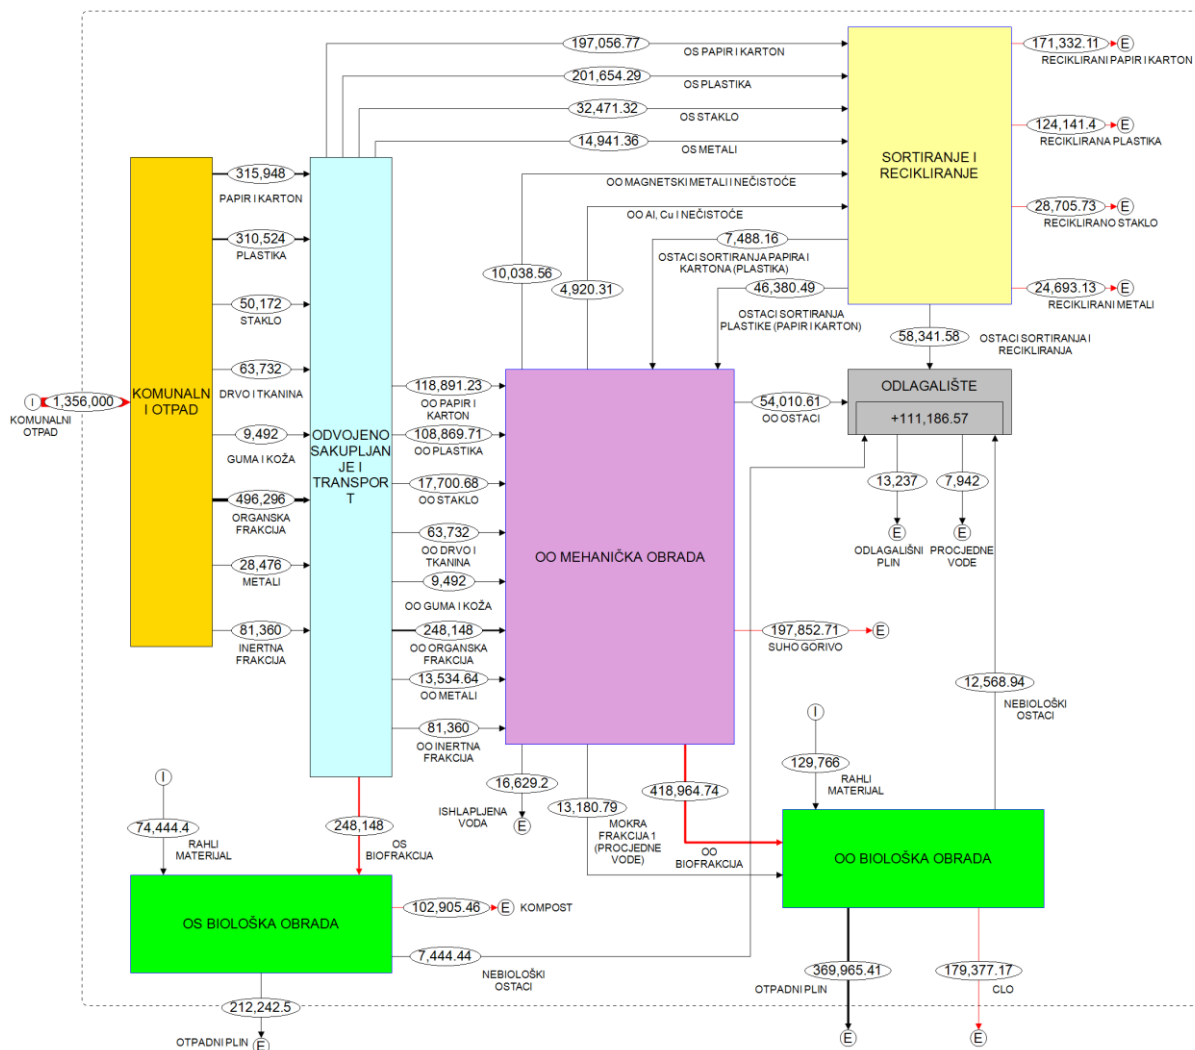 197,056.77
OS PAPIR I KARTON
201,654.29
OS PLASTIKA
32,471.32
OS STAKLO
14,941.36
OS METALI
SORTIRANJE I
RECIKLIRANJE
171,332.11
E
RECIKLIRANI PAPIR I KARTON
124,141.4
E
RECIKLIRANA PLASTIKA
28,705.73
E
RECIKLIRANO STAKLO
24,693.13
E
RECIKLIRANI METALI
OO MAGNETSKI METALI I NEČISTOĆE
10,038.56
OO Al, Cu I NEČISTOĆE
4,920.31
7,488.16
OSTACI SORTIRANJA PAPIRA I
KARTONA (PLASTIKA)
46,380.49
OSTACI SORTIRANJA
PLASTIKE (PAPIR I KARTON)
58,341.58
OSTACI SORTIRANJA I
RECIKLIRANJA
I
1,356,000
KOMUNALNI
OTPAD
KOMUNALN
I OTPAD
315,948
PAPIR I KARTON
310,524
PLASTIKA
50,172
STAKLO
63,732
DRVO I TKANINA
9,492
GUMA I KOŽA
496,296
ORGANSKA
FRAKCIJA
28,476
METALI
81,360
INERTNA
FRAKCIJA
ODVOJENO
SAKUPLJAN
JE I
TRANSPOR
T
118,891.23
OO PAPIR I
KARTON
108,869.71
OO PLASTIKA
17,700.68
OO STAKLO
63,732
OO DRVO I
TKANINA
9,492
OO GUMA I KOŽA
248,148
OO ORGANSKA
FRAKCIJA
13,534.64
OO METALI
81,360
OO INERTNA
FRAKCIJA
OO MEHANIČKA OBRADA
54,010.61
OO OSTACI
ODLAGALIŠTE
+111,186.57
13,237
E
ODLAGALIŠNI
PLIN
7,942
E
PROCJEDNE
VODE
197,852.71
E
SUHO GORIVO
12,568.94
NEBIOLOŠKI
OSTACI
I
129,766
RAHLI
MATERIJAL
16,629.2
ISHLAPLJENA
VODA
E
13,180.79
MOKRA
FRAKCIJA 1
(PROCJEDNE
VODE)
418,964.74
OO
BIOFRAKCIJA
OO BIOLOŠKA OBRADA
I
74,444.4
RAHLI
MATERIJAL
248,148
OS
BIOFRAKCIJA
OS BIOLOŠKA OBRADA
102,905.46
E
KOMPOST
7,444.44
NEBIOLOŠKI
OSTACI
212,242.5
OTPADNI PLIN
E
369,965.41
OTPADNI PLIN
E
179,377.17
CLO
E